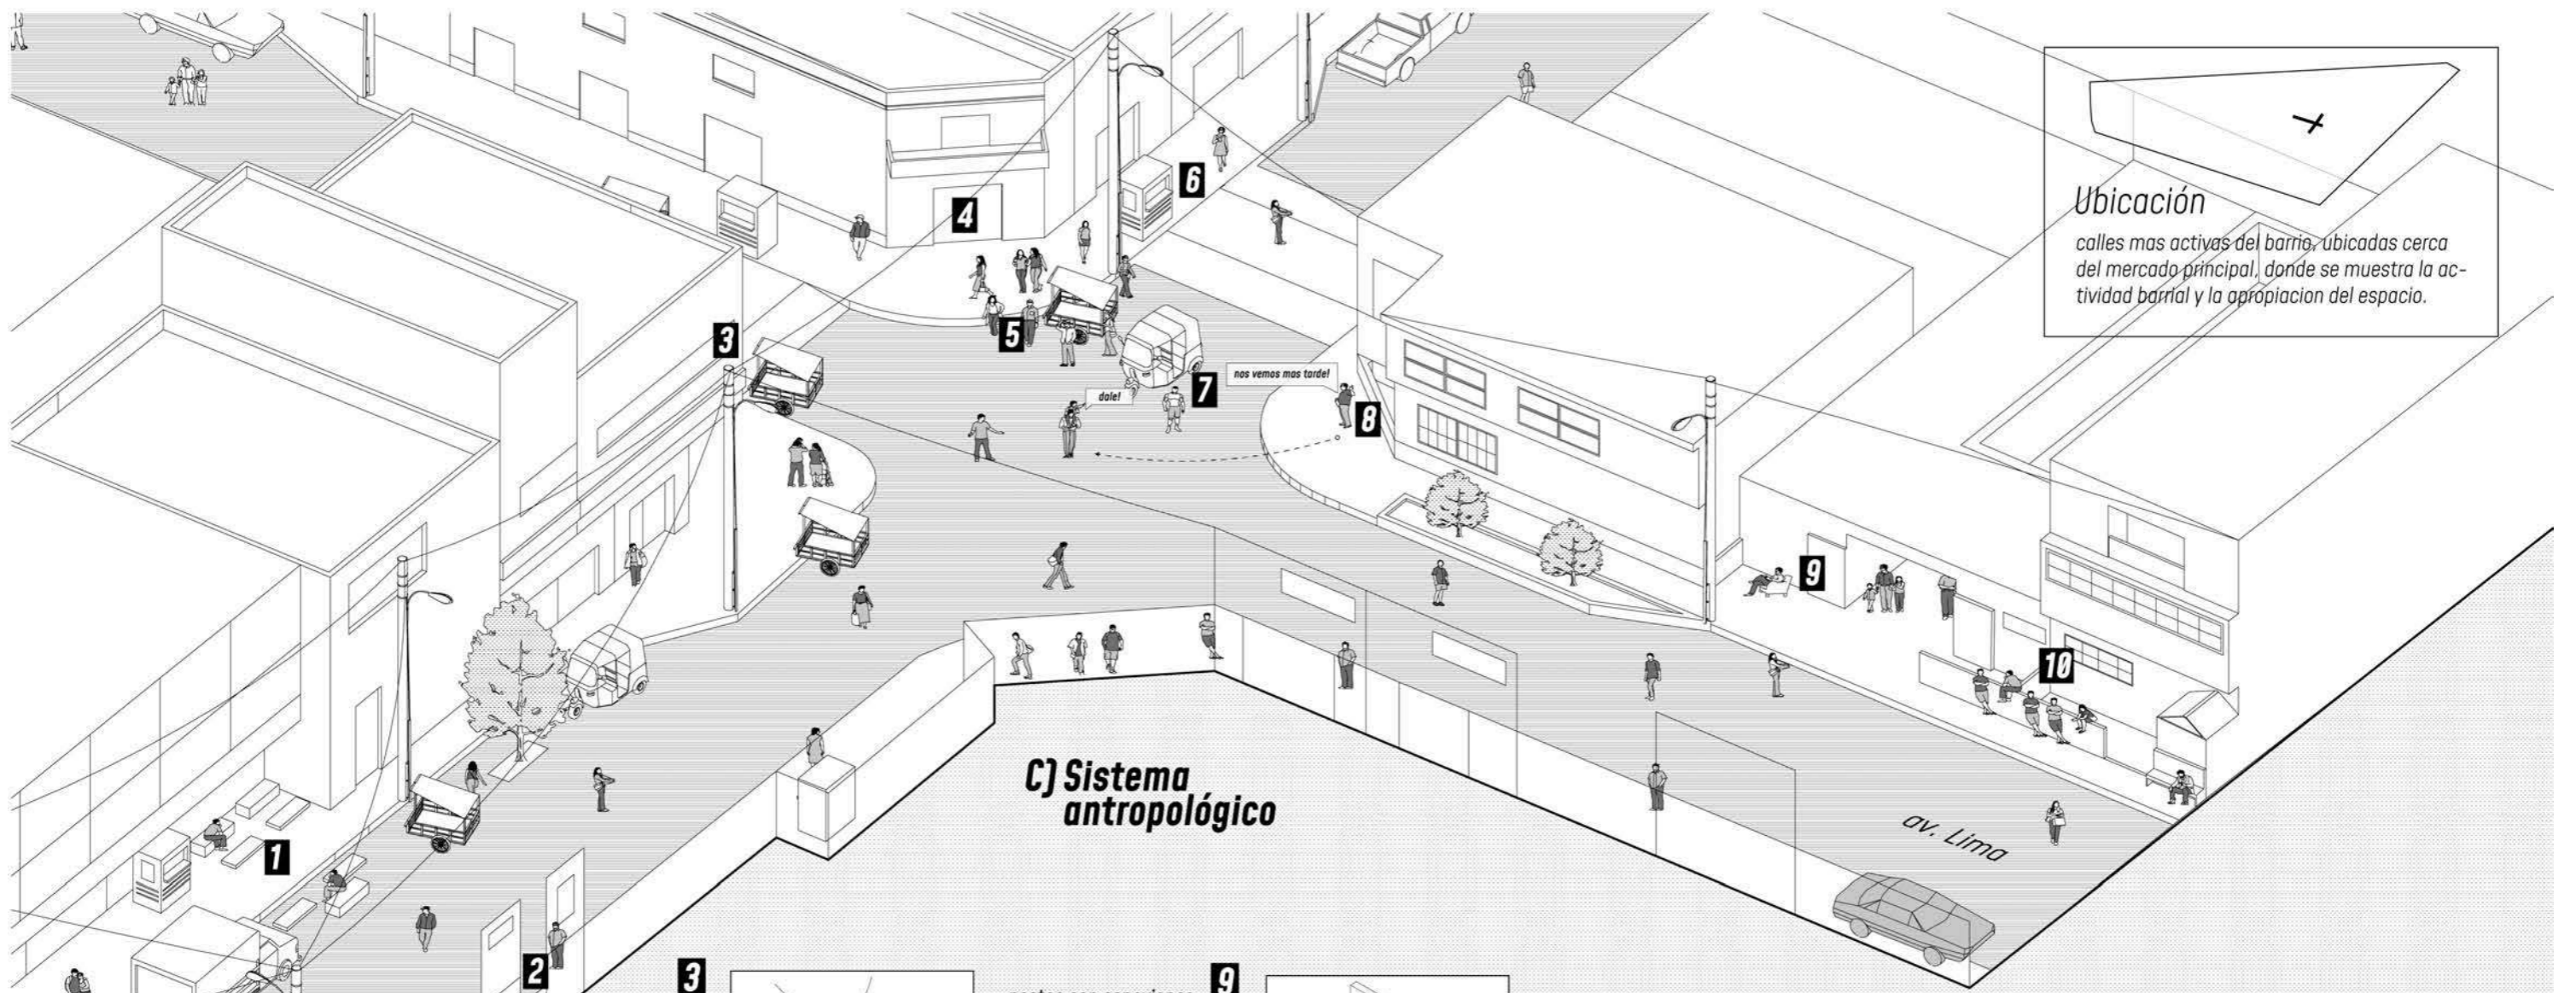 Ubicación
calles mas activas del barrio, ubicadas cerca
del mercado principal, donde se muestra la ac-
tividad barrial y la apropiacion del espacio.
6
4
3
5
nos vemos mas tarde!
7
dale!
8
9
10
C) Sistema
antropológico
av. Lima
1
2
3
9